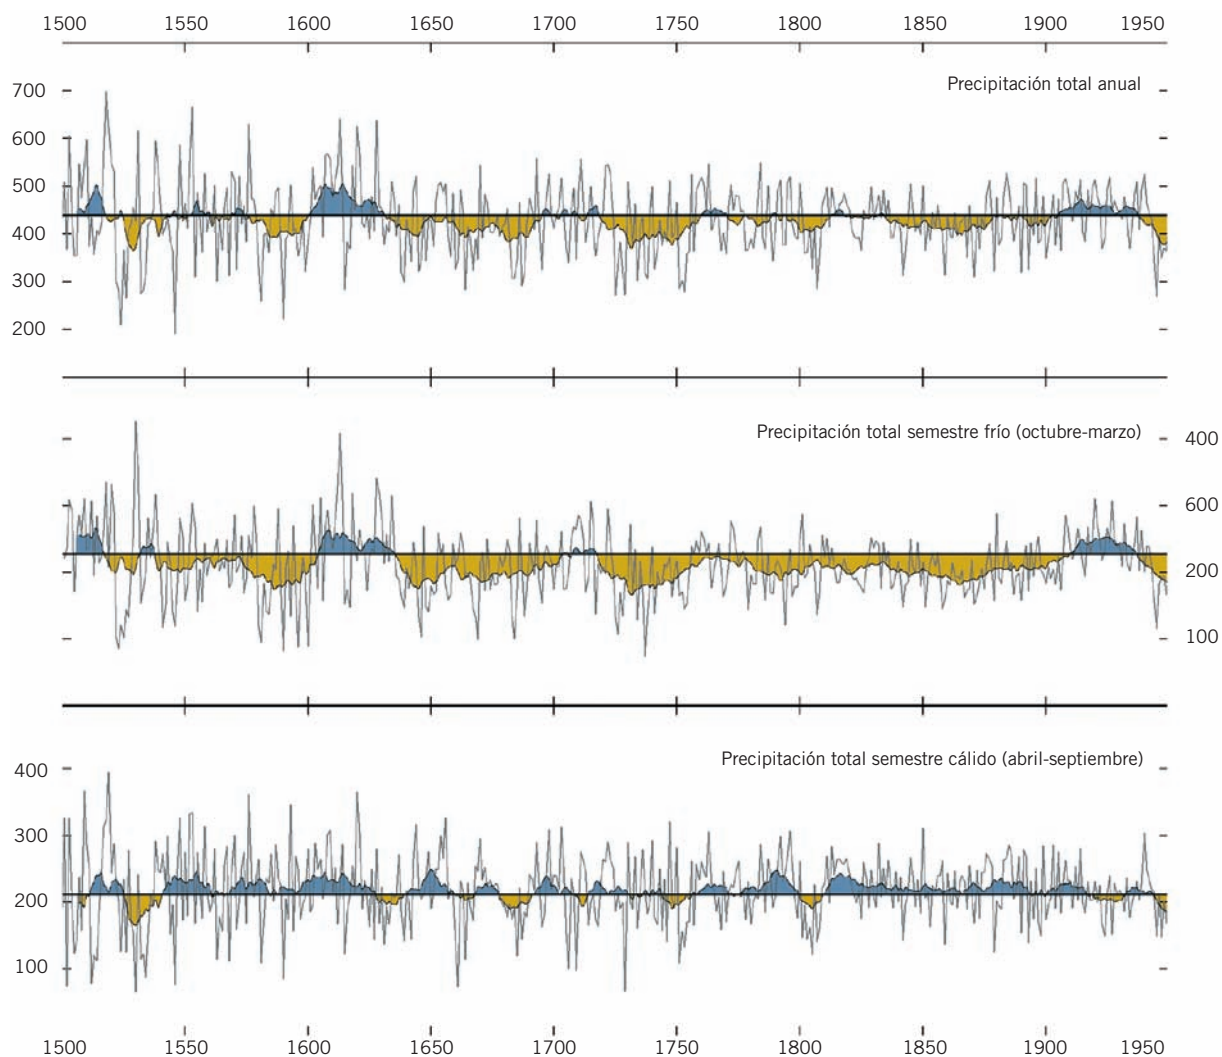 1500 1550 1600 1650 1700 1750 1800 1850 1900 1950
Precipitación total anual
700
600
500
400
300
200
Precipitación total semestre frío (octubre-marzo)
400
600
200
100
Precipitación total semestre cálido (abril-septiembre)
400
300
200
100
1500 1550 1600 1650 1700 1750 1800 1850 1900 1950